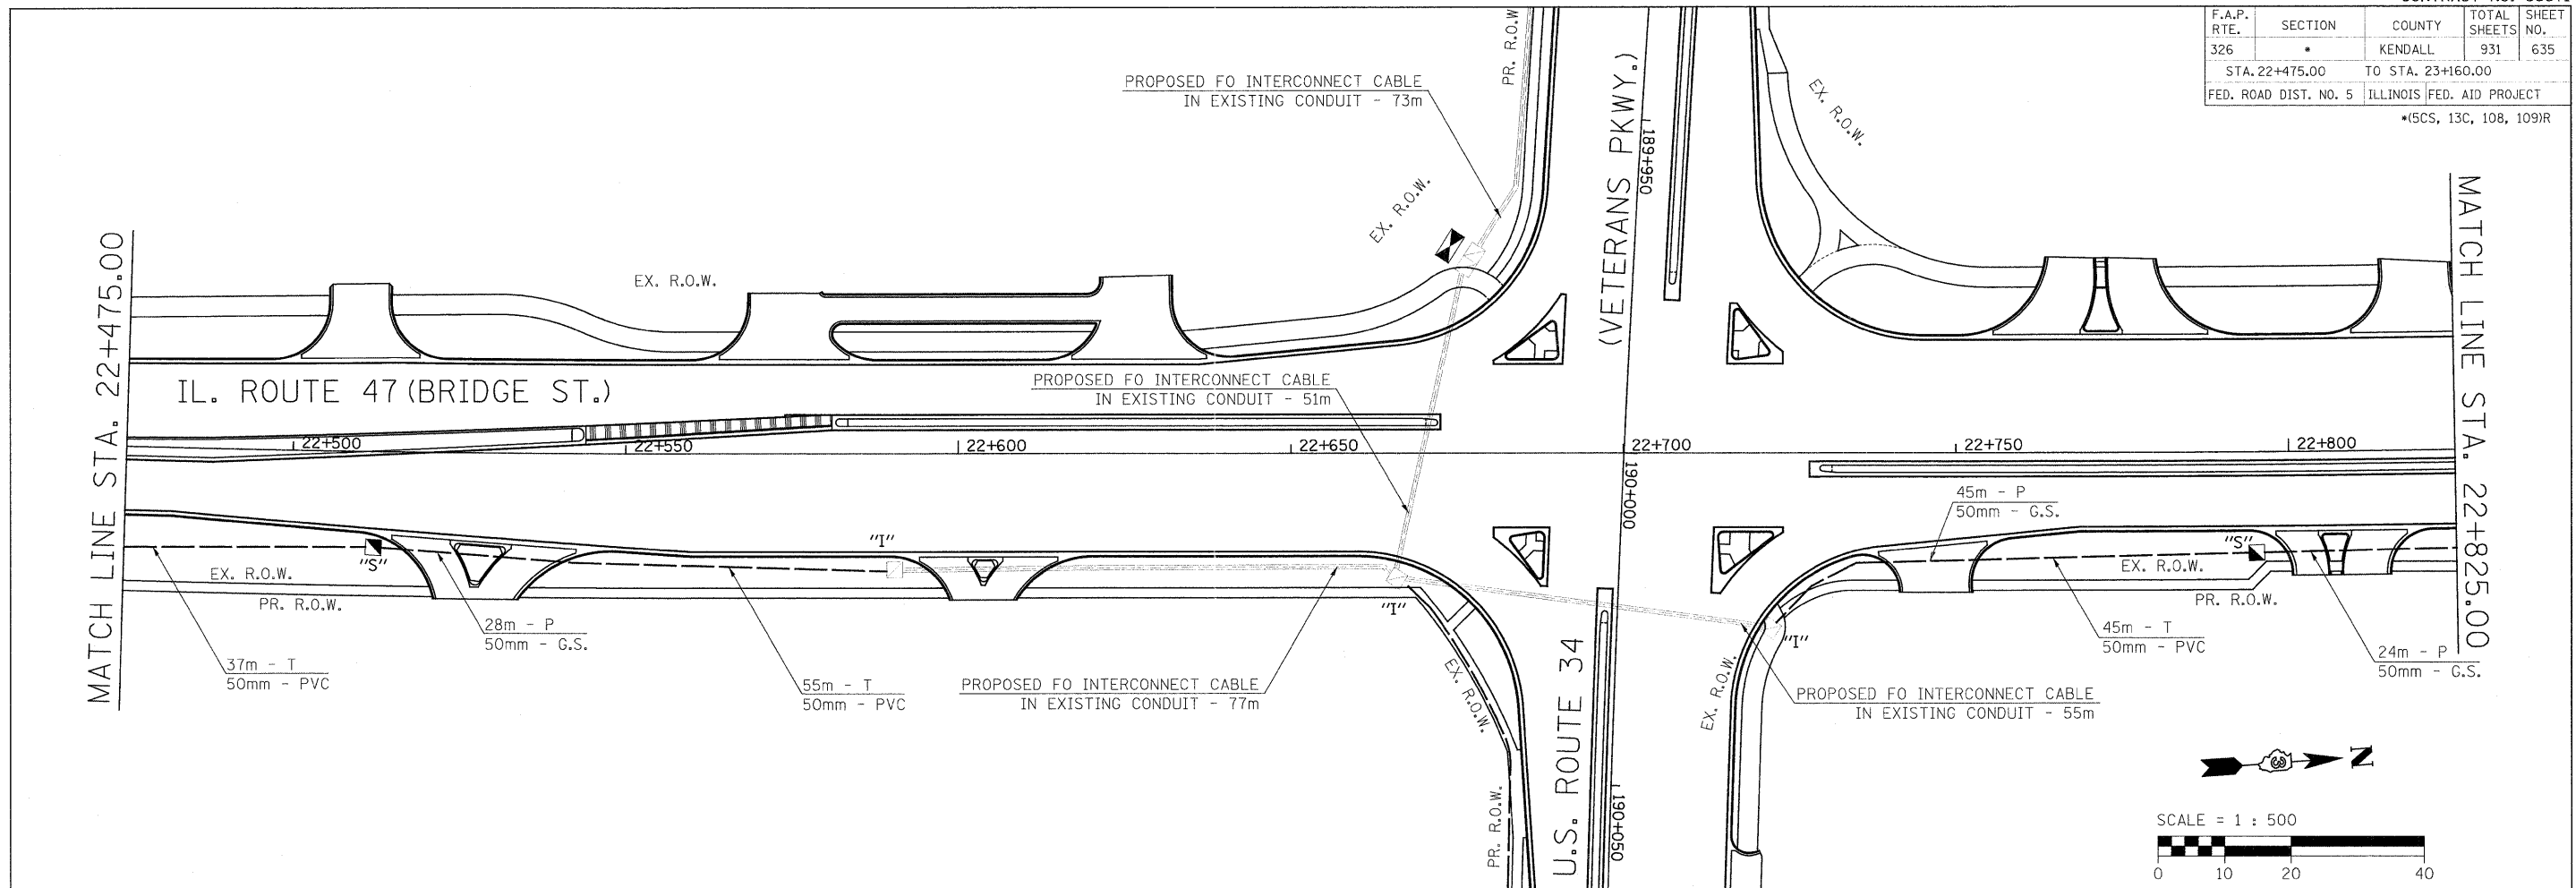 F.A.P. RTE. SECTION COUNTY TOTAL SHEETS SHEET NO.
326 * KENDALL 931 635
STA. 22+475.00 TO STA. 23+160.00
FED. ROAD DIST. NO. 5 ILLINOIS FED. AID PROJECT
*(5CS, 13C, 108, 109)R
PROPOSED FO INTERCONNECT CABLE
IN EXISTING CONDUIT - 73m
PR. R.O.W.
(VETERANS PKWY.)
189+950
EX. R.O.W.
EX. R.O.W.
EX. R.O.W.
MATCH LINE STA. 22+475.00
MATCH LINE STA. 22+825.00
IL. ROUTE 47 (BRIDGE ST.)
PROPOSED FO INTERCONNECT CABLE
IN EXISTING CONDUIT - 51m
22+500
22+550
22+600
22+650
22+700
22+750
22+800
190+000
45m - P
50mm - G.S.
"I"
"S"
"S"
EX. R.O.W.
EX. R.O.W.
PR. R.O.W.
PR. R.O.W.
"I"
"I"
28m - P
50mm - G.S.
37m - T
50mm - PVC
55m - T
50mm - PVC
PROPOSED FO INTERCONNECT CABLE
IN EXISTING CONDUIT - 77m
EX. R.O.W.
PR. R.O.W.
U.S. ROUTE 34
190+050
EX. R.O.W.
45m - T
50mm - PVC
24m - P
50mm - G.S.
PROPOSED FO INTERCONNECT CABLE
IN EXISTING CONDUIT - 55m
3
N
SCALE = 1 : 500
0 10 20 40